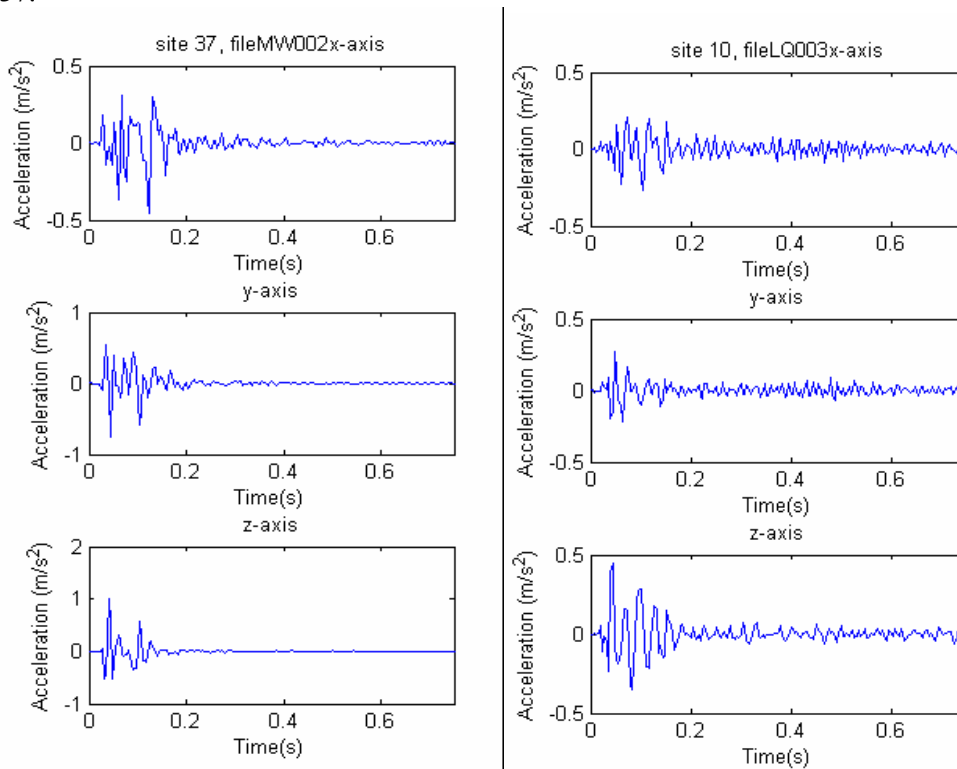 site 37, fileMW002x-axis
0.5
0
-0.5
Acceleration (m/s²)
0 0.2 0.4 0.6
Time(s)
y-axis
1
0
-1
Acceleration (m/s²)
0 0.2 0.4 0.6
Time(s)
z-axis
2
1
0
-1
Acceleration (m/s²)
0 0.2 0.4 0.6
Time(s)
site 10, fileLQ003x-axis
0.5
0
-0.5
Acceleration (m/s²)
0 0.2 0.4 0.6
Time(s)
y-axis
0.5
0
-0.5
Acceleration (m/s²)
0 0.2 0.4 0.6
Time(s)
z-axis
0.5
0
-0.5
Acceleration (m/s²)
0 0.2 0.4 0.6
Time(s)